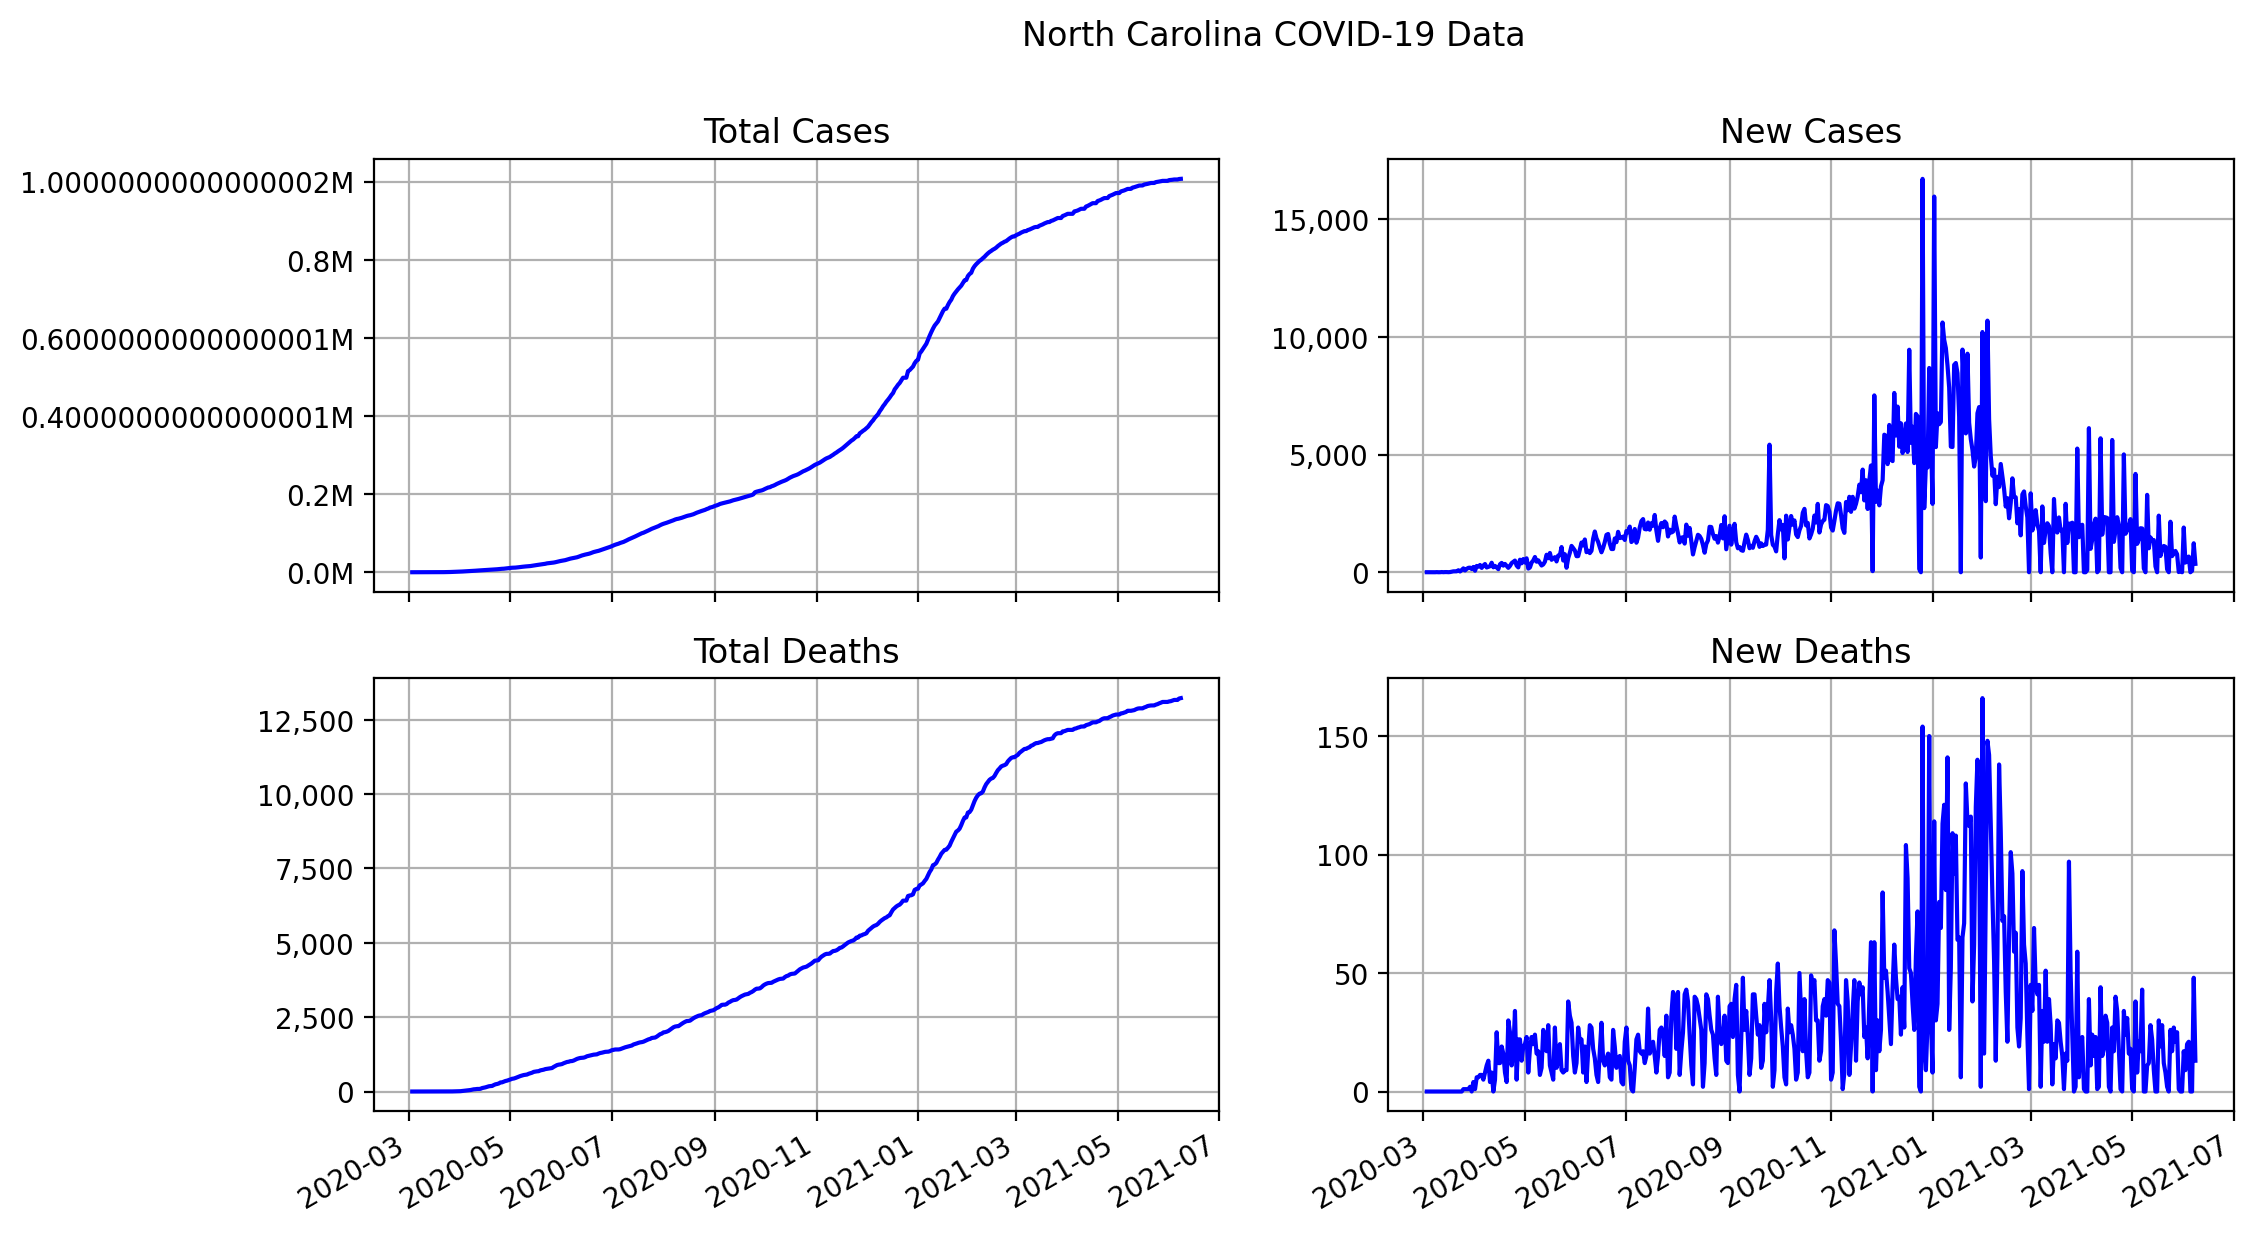 North Carolina COVID-19 Data
Total Cases
1.0000000000000002M
0.8M
0.6000000000000001M
0.4000000000000001M
0.2M
0.0M
New Cases
15,000
10,000
5,000
0
Total Deaths
12,500
10,000
7,500
5,000
2,500
0
2020-03
2020-05
2020-07
2020-09
2020-11
2021-01
2021-03
2021-05
2021-07
New Deaths
150
100
50
0
2020-03
2020-05
2020-07
2020-09
2020-11
2021-01
2021-03
2021-05
2021-07